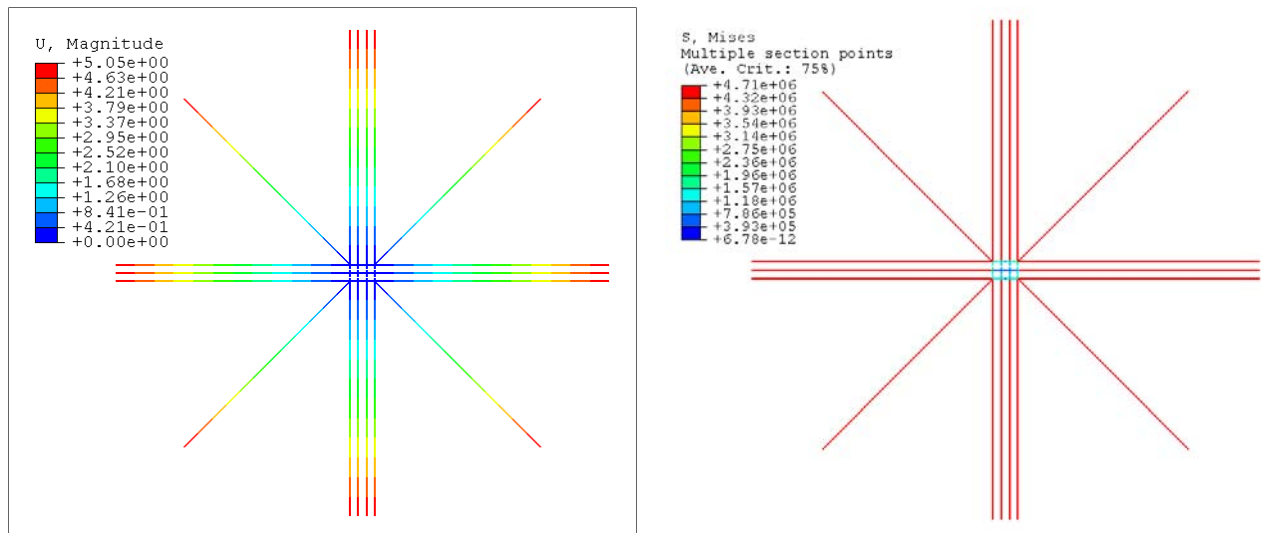 U, Magnitude
+5.05e+00
+4.63e+00
+4.21e+00
+3.79e+00
+3.37e+00
+2.95e+00
+2.52e+00
+2.10e+00
+1.68e+00
+1.26e+00
+8.41e-01
+4.21e-01
+0.00e+00
S, Mises
Multiple section points
(Ave. Crit.: 75%)
+4.71e+06
+4.32e+06
+3.93e+06
+3.54e+06
+3.14e+06
+2.75e+06
+2.36e+06
+1.96e+06
+1.57e+06
+1.18e+06
+7.86e+05
+3.93e+05
+6.78e-12